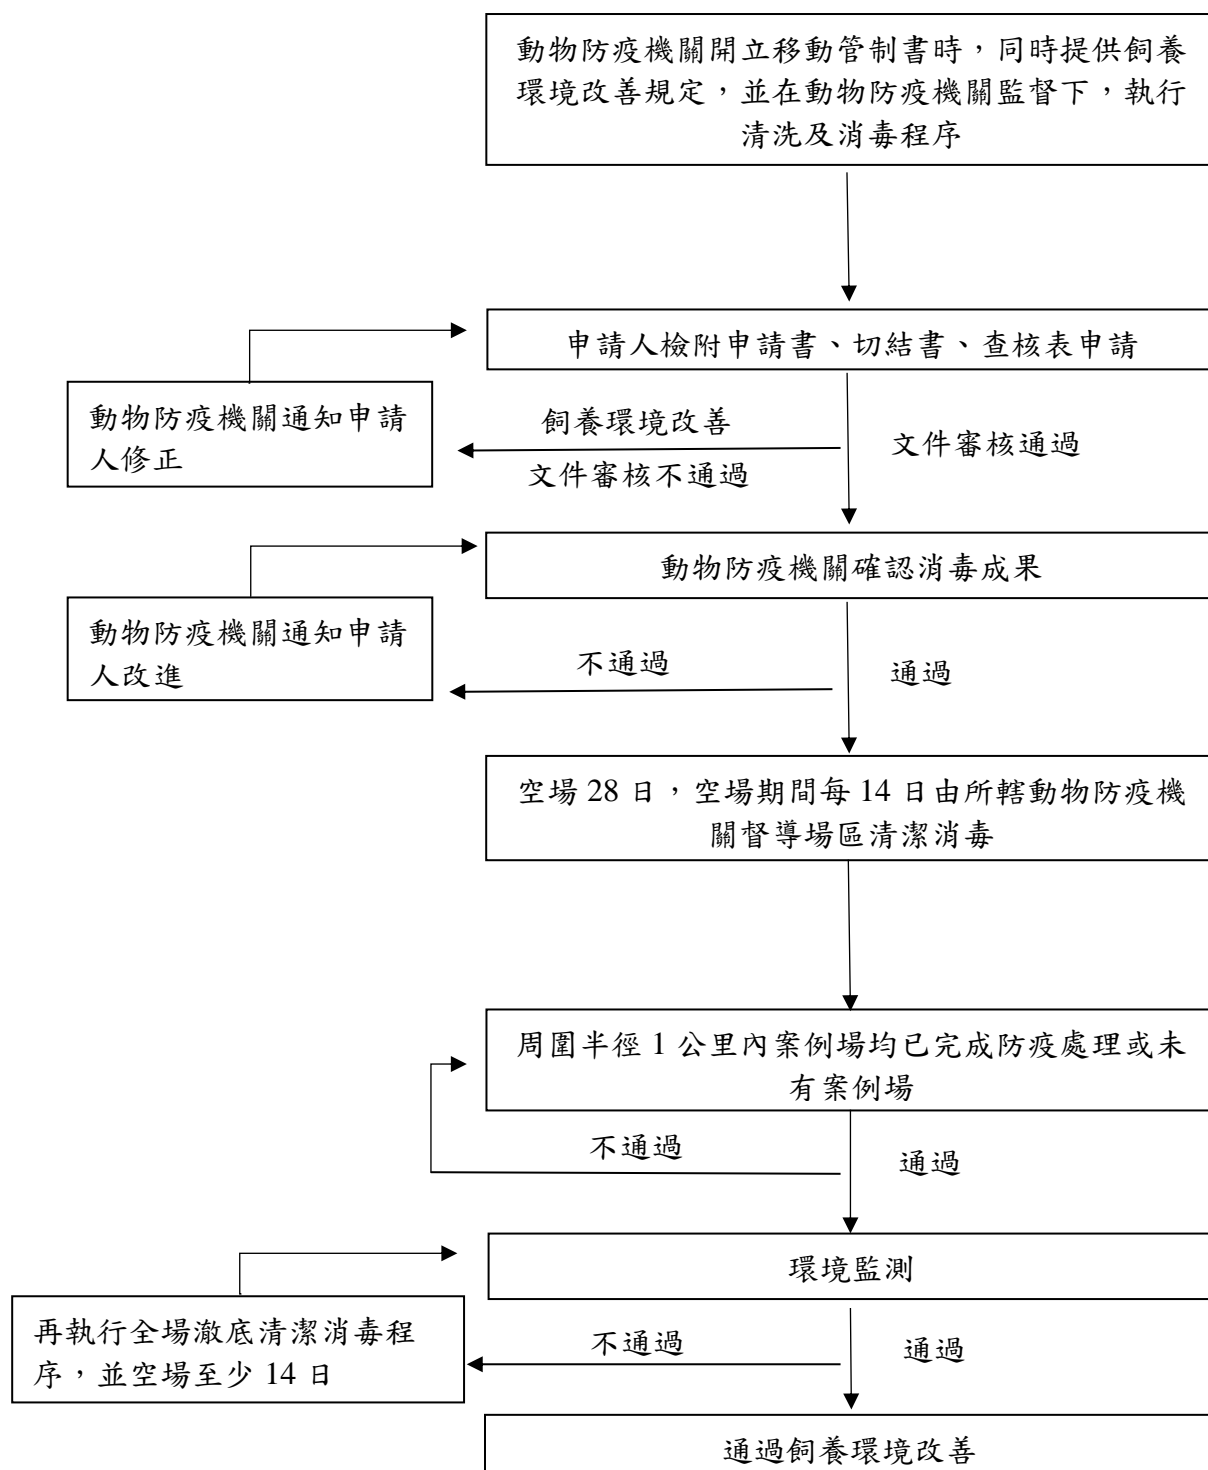 動物防疫機關開立移動管制書時，同時提供飼養
環境改善規定，並在動物防疫機關監督下，執行
清洗及消毒程序
申請人檢附申請書、切結書、查核表申請
動物防疫機關通知申請
人修正
飼養環境改善
文件審核不通過
文件審核通過
動物防疫機關確認消毒成果
動物防疫機關通知申請
人改進
不通過
通過
空場 28 日，空場期間每 14 日由所轄動物防疫機
關督導場區清潔消毒
周圍半徑 1 公里內案例場均已完成防疫處理或未
有案例場
不通過
通過
環境監測
再執行全場澈底清潔消毒程
序，並空場至少 14 日
不通過
通過
通過飼養環境改善